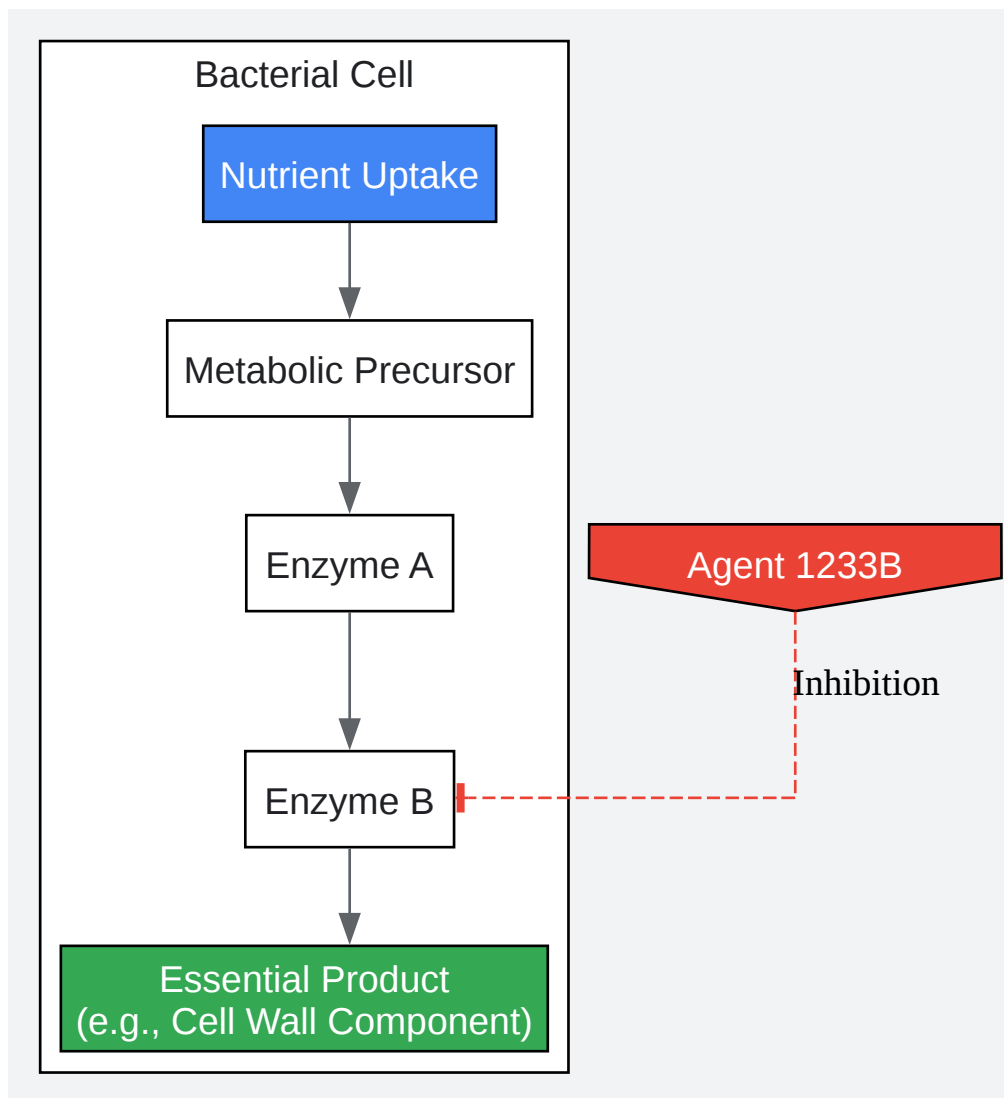 Bacterial Cell
Nutrient Uptake
Metabolic Precursor
Enzyme A
Agent 1233B
Inhibition
Enzyme B
Essential Product
(e.g., Cell Wall Component)